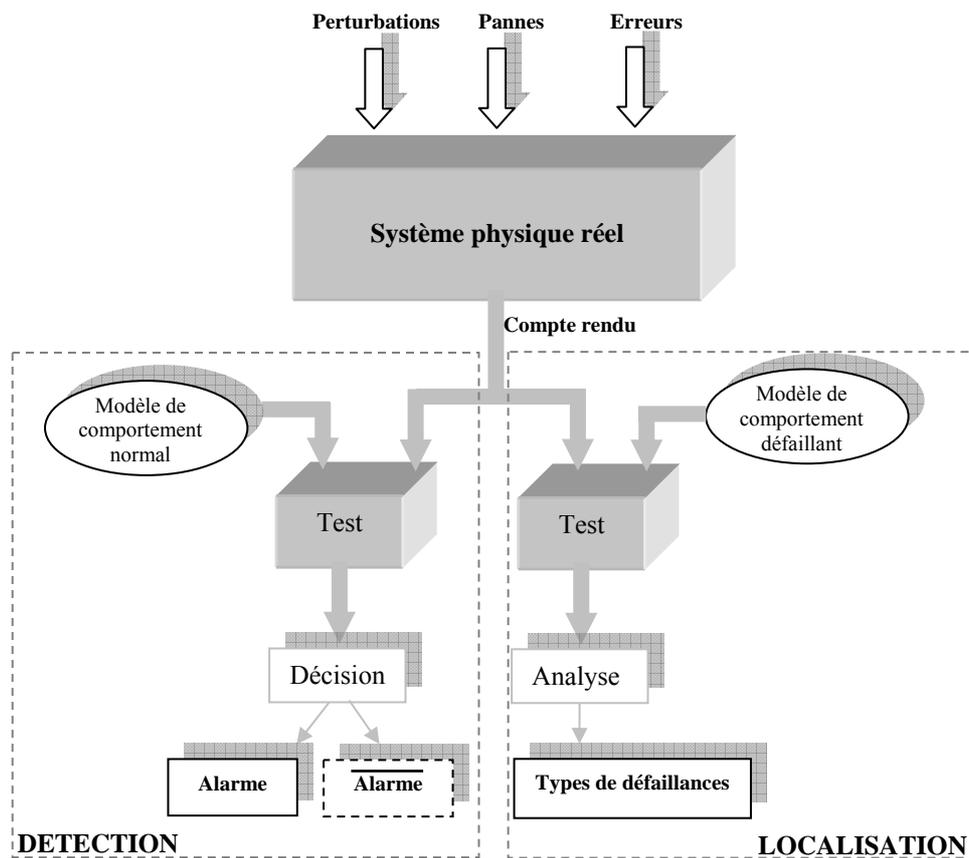 Perturbations Pannes Erreurs
Système physique réel
Compte rendu
Modèle de
comportement
normal
Modèle de
comportement
défaillant
Test
Test
Décision
Analyse
Alarme
Alarme
Types de défaillances
DETECTION
LOCALISATION